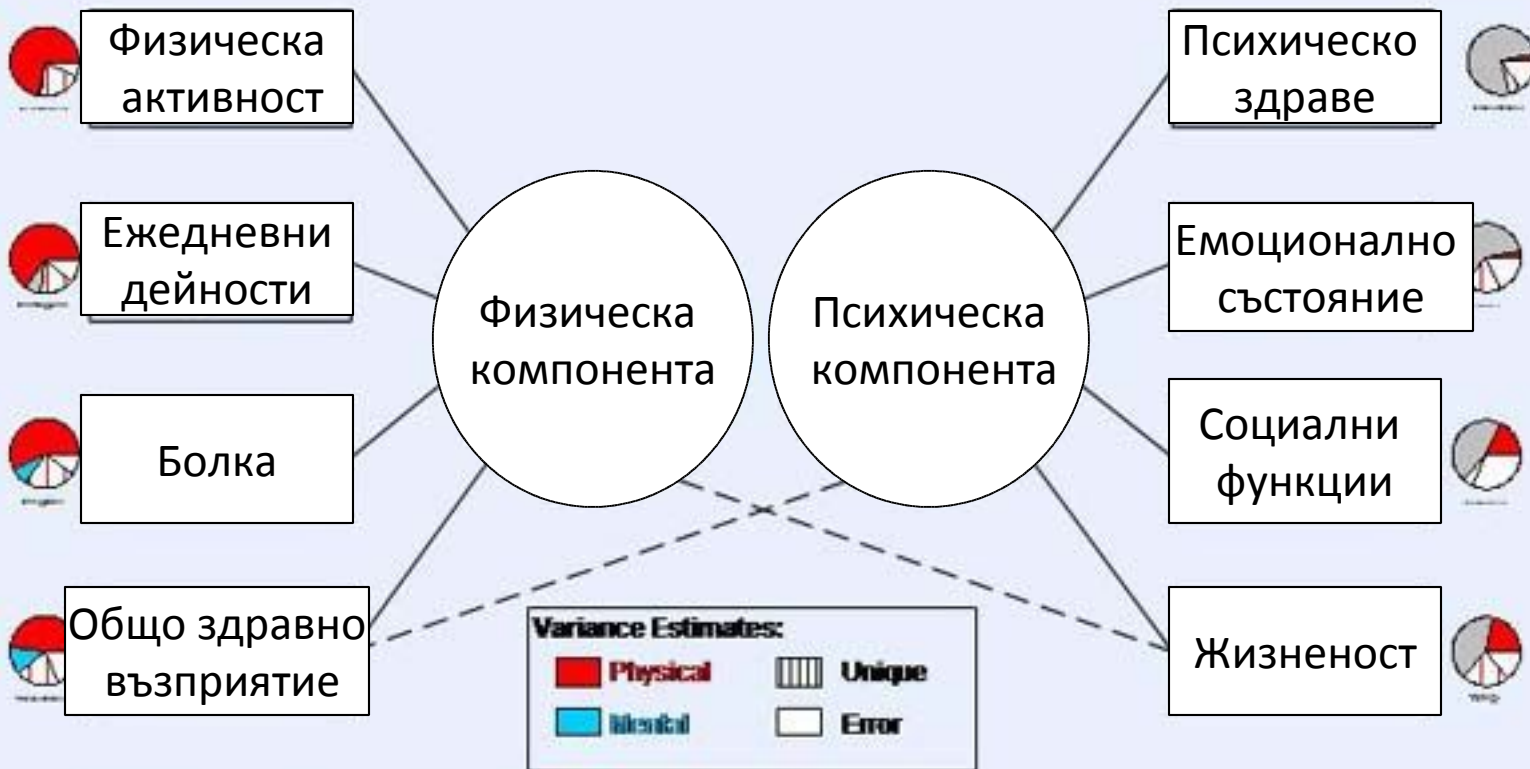 Физическа
активност
Ежедневни
дейности
Болка
Общо здравно
възприятие
Физическа
компонента
Психическа
компонента
Психическо
здраве
Емоционално
състояние
Социални
функции
Жизненост
Variance Estimates:
Physical
Unique
Mental
Error